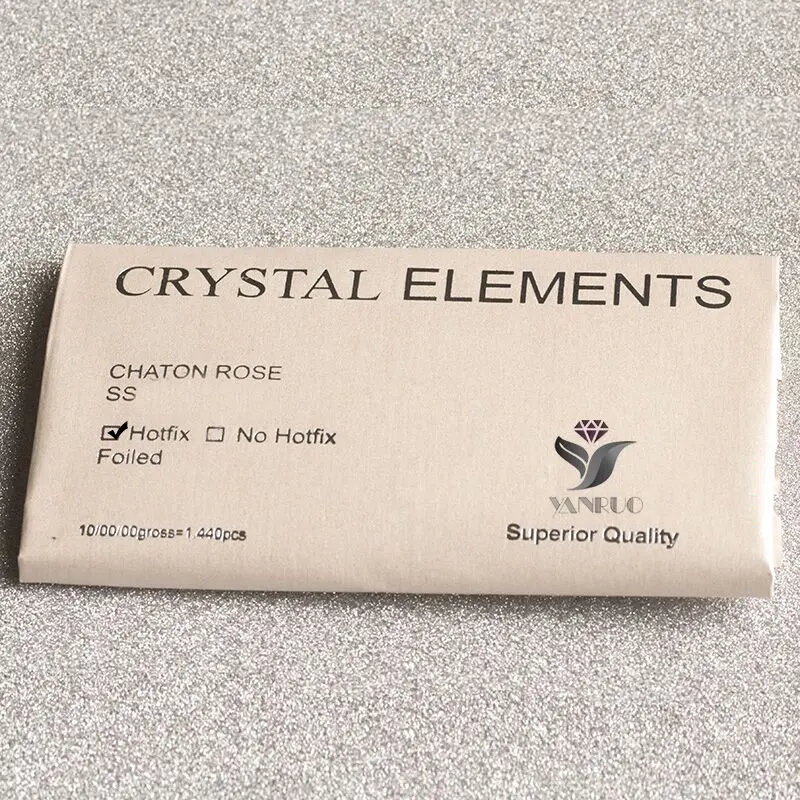 CRYSTAL ELEMENTS
CHATON ROSE
SS
Hotfix No Hotfix
Foiled
10/00/00gross=1.440pcs
YANRUO
Superior Quality